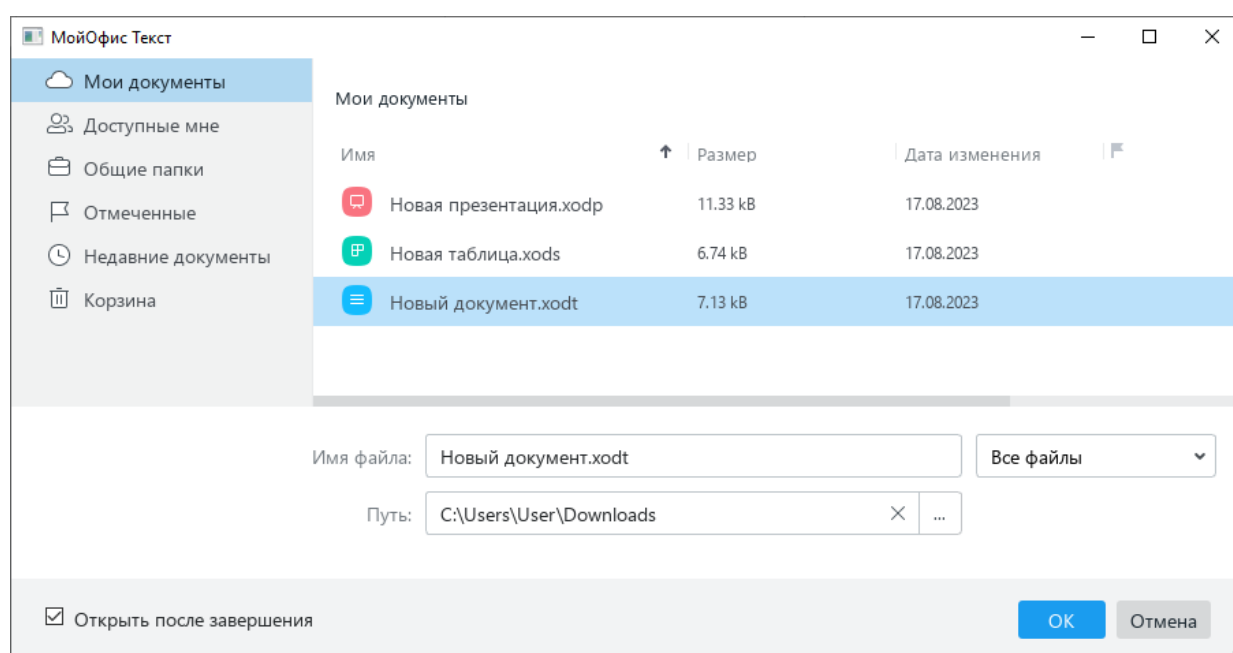 МойОфис Текст
Мои документы
Доступные мне
Общие папки
Отмеченные
Недавние документы
Корзина
Мои документы
Имя Размер Дата изменения
Новая презентация.xodp 11.33 kB 17.08.2023
Новая таблица.xods 6.74 kB 17.08.2023
Новый документ.xodt 7.13 kB 17.08.2023
Имя файла: Новый документ.xodt Все файлы
Путь: C:\Users\User\Downloads ...
Открыть после завершения OK Отмена